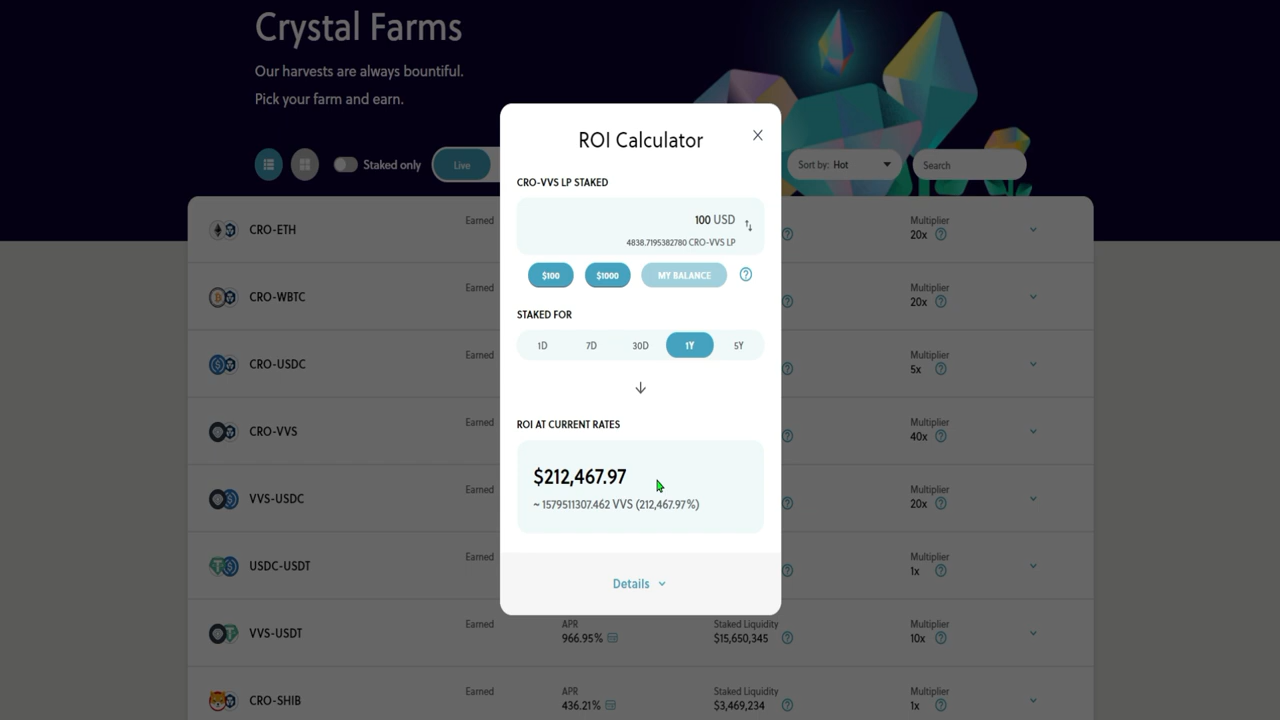 Crystal Farms
Our harvests are always bountiful.
Pick your farm and earn.
Staked only
Live
Sort by: Hot
Search
ROI Calculator
CRO-VVS LP STAKED
100 USD
4838.7195382780 CRO-VVS LP
$100
$1000
MY BALANCE
STAKED FOR
1D 7D 30D 1Y 5Y
ROI AT CURRENT RATES
$212,467.97
~ 1579511307.462 VVS (212,467.97%)
Details
CRO-ETH
Earned
Multiplier
20x
CRO-WBTC
Earned
Multiplier
20x
CRO-USDC
Earned
Multiplier
5x
CRO-VVS
Earned
Multiplier
40x
VVS-USDC
Earned
Multiplier
20x
USDC-USDT
Earned
Multiplier
1x
VVS-USDT
Earned
APR
966.95%
Staked Liquidity
$15,650,345
Multiplier
10x
CRO-SHIB
Earned
APR
436.21%
Staked Liquidity
$3,469,234
Multiplier
1x